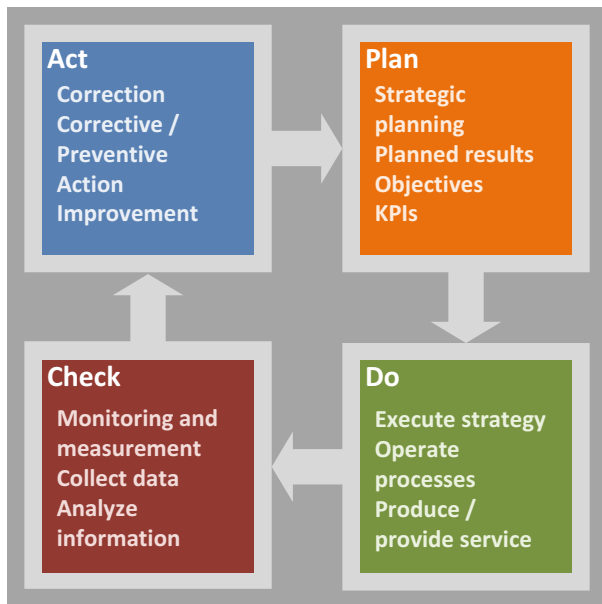 Act
Correction
Corrective /
Preventive
Action
Improvement
Plan
Strategic
planning
Planned results
Objectives
KPIs
Check
Monitoring and
measurement
Collect data
Analyze
information
Do
Execute strategy
Operate
processes
Produce /
provide service